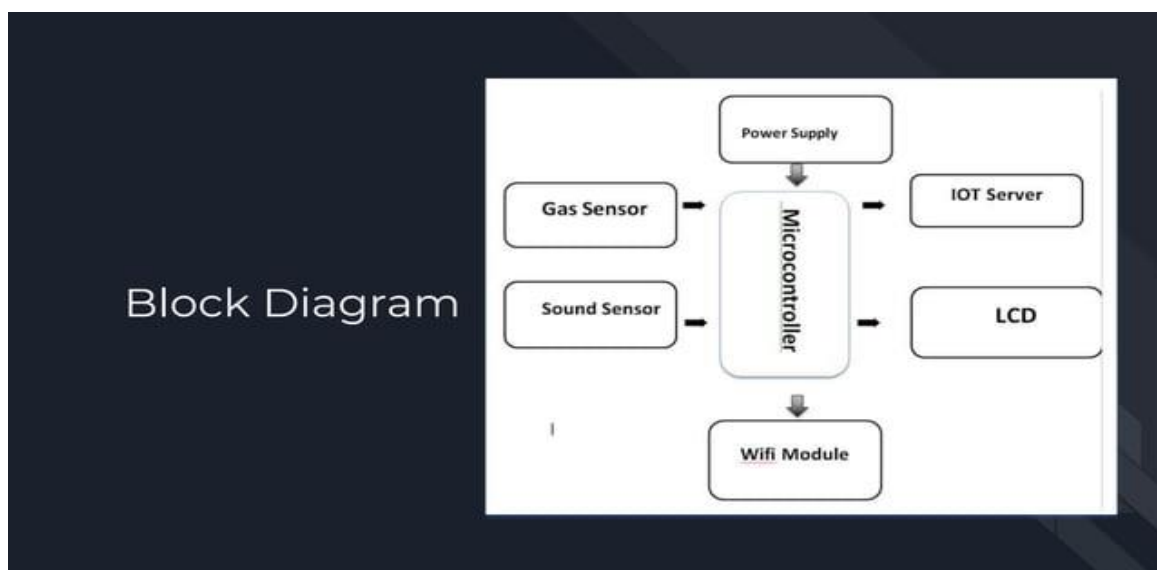 Block Diagram
Power Supply
Gas Sensor
IOT Server
Microcontroller
Sound Sensor
LCD
Wifi Module